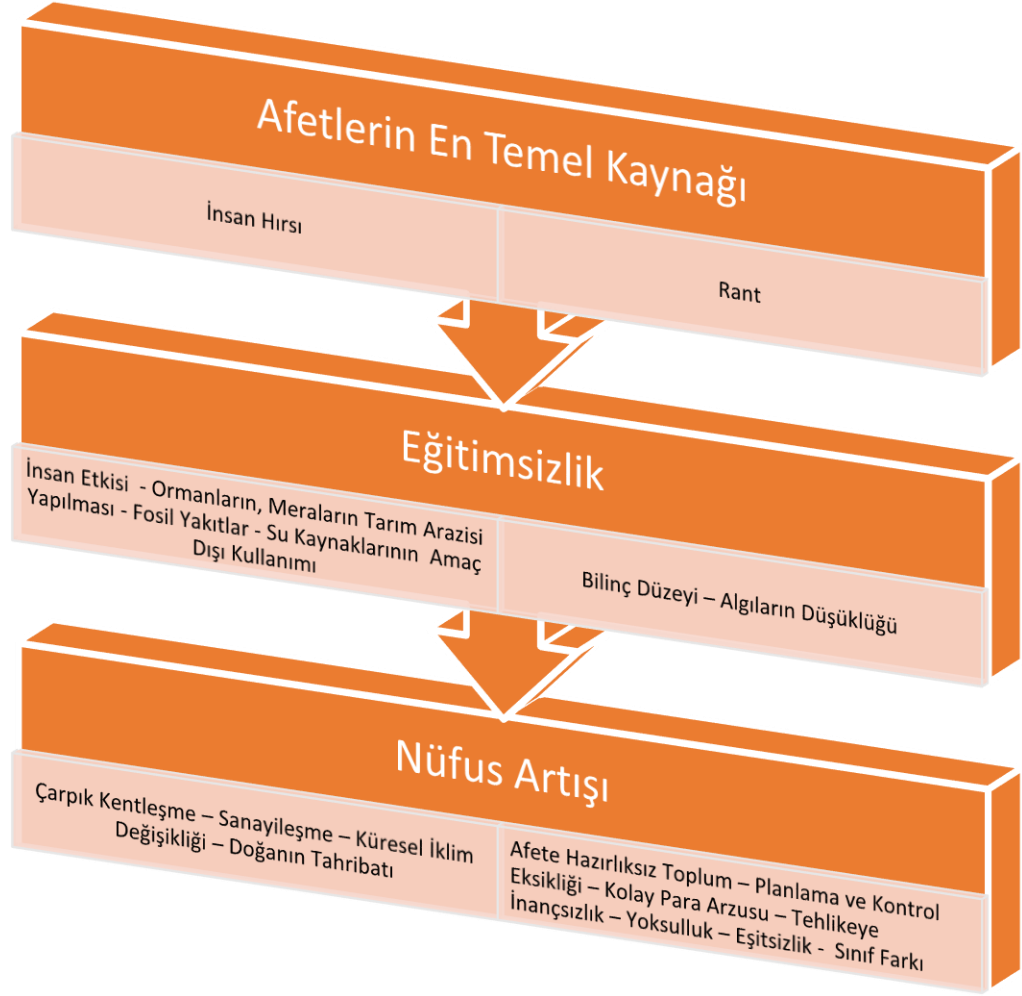 Afetlerin En Temel Kaynağı
İnsan Hırsı
Rant
Eğitimsizlik
İnsan Etkisi - Ormanların, Meraların Tarım Arazisi
Yapılması - Fosil Yakıtlar - Su Kaynaklarının Amaç
Dışı Kullanımı
Bilinç Düzeyi – Algıların Düşüklüğü
Nüfus Artışı
Çarpık Kentleşme – Sanayileşme – Küresel İklim
Değişikliği – Doğanın Tahribatı
Afete Hazırlıksız Toplum – Planlama ve Kontrol
Eksikliği – Kolay Para Arzusu – Tehlikeye
İnançsızlık – Yoksulluk – Eşitsizlik - Sınıf Farkı